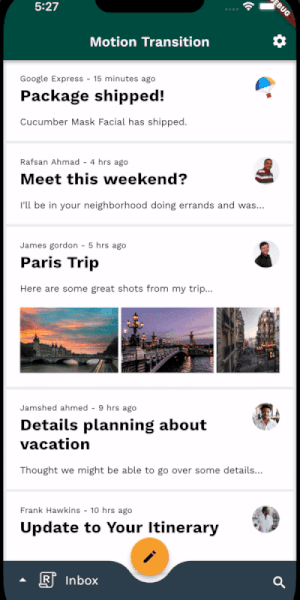 5:27
EBUG
Motion Transition
Google Express - 15 minutes ago
Package shipped!
Cucumber Mask Facial has shipped.
Rafsan Ahmad - 4 hrs ago
Meet this weekend?
I'll be in your neighborhood doing errands and was...
James gordon - 5 hrs ago
Paris Trip
Here are some great shots from my trip...
Jamshed ahmed - 9 hrs ago
Details planning about
vacation
Thought we might be able to go over some details...
Frank Hawkins - 10 hrs ago
Update to Your Itinerary
R Inbox